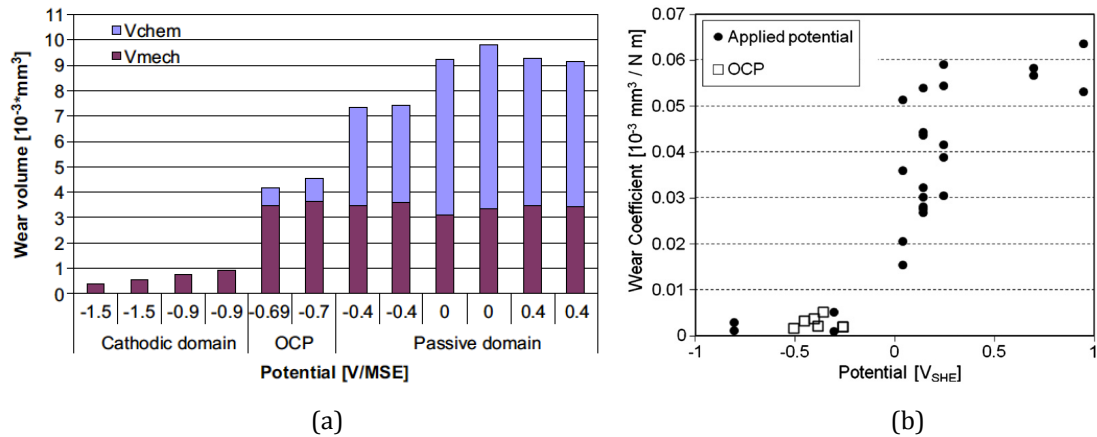 Wear volume [10⁻³*mm³]
11
10
9
8
7
6
5
4
3
2
1
0
Vchem
Vmech
-1.5 -1.5 -0.9 -0.9 -0.69 -0.7 -0.4 -0.4 0 0 0.4 0.4
Cathodic domain OCP Passive domain
Potential [V/MSE]
(a)
Wear Coefficient [10⁻³ mm³ / N m]
0.07
0.06
0.05
0.04
0.03
0.02
0.01
0
Applied potential
OCP
-1 -0.5 0 0.5 1
Potential [V_SHE]
(b)